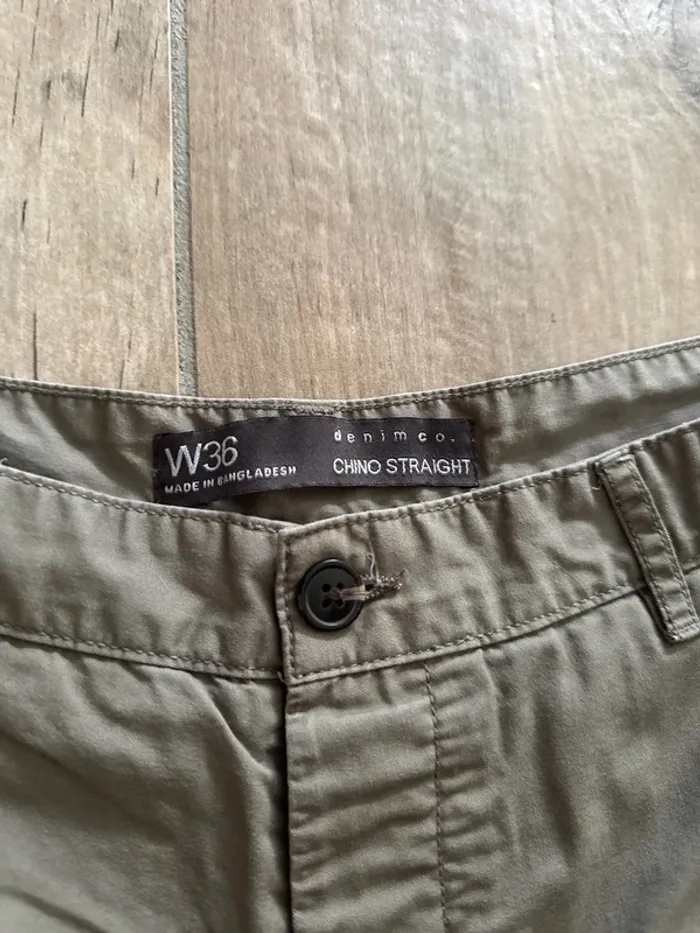 W36
MADE IN BANGLADESH
denim co.
CHINO STRAIGHT